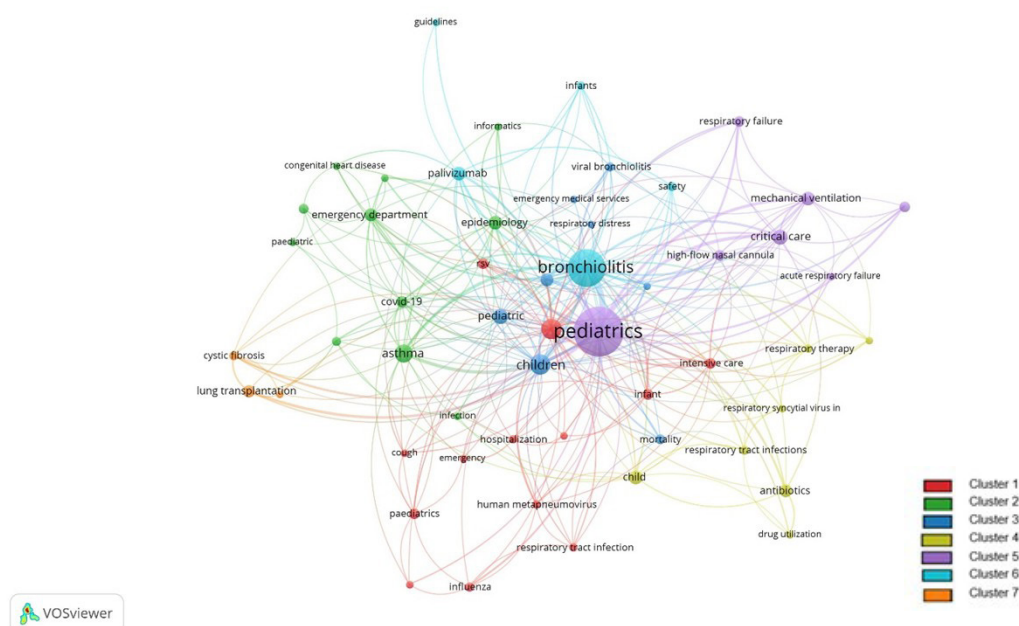 guidelines
infants
respiratory failure
informatics
congenital heart disease
viral bronchiolitis
palivizumab
safety
emergency medical services
mechanical ventilation
emergency department
epidemiology
respiratory distress
critical care
paediatric
high-flow nasal cannula
rsv
bronchiolitis
acute respiratory failure
covid-19
pediatric
pediatrics
asthma
respiratory therapy
cystic fibrosis
children
intensive care
lung transplantation
infant
respiratory syncytial virus in
infection
hospitalization
mortality
cough
emergency
respiratory tract infections
child
antibiotics
human metapneumovirus
paediatrics
drug utilization
respiratory tract infection
influenza
Cluster 1
Cluster 2
Cluster 3
Cluster 4
Cluster 5
Cluster 6
Cluster 7
VOSviewer